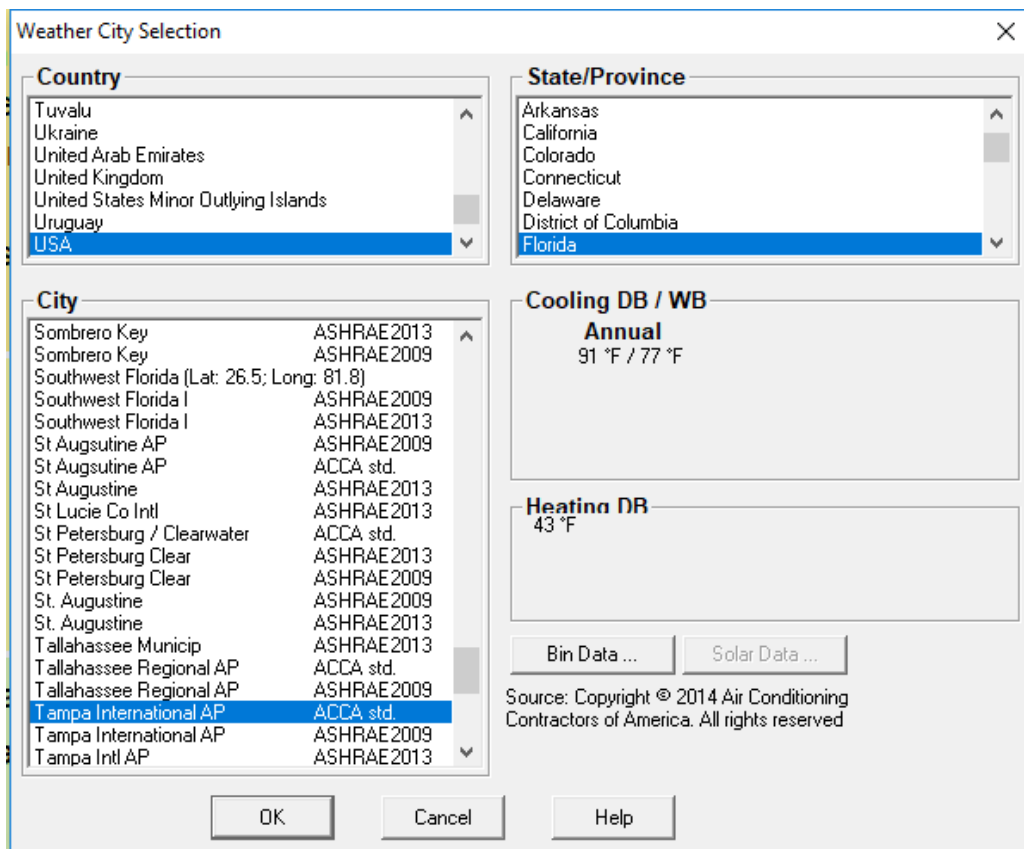 Weather City Selection
Country
Tuvalu
Ukraine
United Arab Emirates
United Kingdom
United States Minor Outlying Islands
Uruguay
USA
State/Province
Arkansas
California
Colorado
Connecticut
Delaware
District of Columbia
Florida
City
Sombrero Key ASHRAE2013
Sombrero Key ASHRAE2009
Southwest Florida (Lat: 26.5; Long: 81.8)
Southwest Florida I ASHRAE2009
Southwest Florida I ASHRAE2013
St Augsutine AP ASHRAE2009
St Augsutine AP ACCA std.
St Augustine ASHRAE2013
St Lucie Co Intl ASHRAE2013
St Petersburg / Clearwater ACCA std.
St Petersburg Clear ASHRAE2013
St Petersburg Clear ASHRAE2009
St. Augustine ASHRAE2009
St. Augustine ASHRAE2013
Tallahassee Municip ASHRAE2013
Tallahassee Regional AP ACCA std.
Tallahassee Regional AP ASHRAE2009
Tampa International AP ACCA std.
Tampa International AP ASHRAE2009
Tampa Intl AP ASHRAE2013
Cooling DB / WB
Annual
91 °F / 77 °F
Heating DB
43 °F
Bin Data ... Solar Data ...
Source: Copyright © 2014 Air Conditioning
Contractors of America. All rights reserved
OK Cancel Help